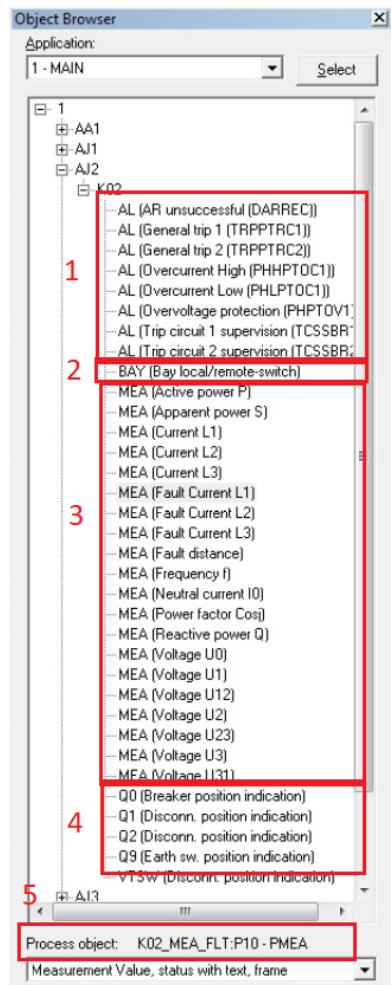 Object Browser
Application:
1 - MAIN
Select
1
AA1
AJ1
AJ2
K02
AL (AR unsuccessful (DARREC))
AL (General trip 1 (TRPPTRC1))
AL (General trip 2 (TRPPTRC2))
1
AL (Overcurrent High (PHHPTOC1))
AL (Overcurrent Low (PHLPTOC1))
AL (Overvoltage protection (PHPTOV1)
AL (Trip circuit 1 supervision (TCSSBR1
AL (Trip circuit 2 supervision (TCSSBR2
2
BAY (Bay local/remote-switch)
MEA (Active power P)
MEA (Apparent power S)
MEA (Current L1)
MEA (Current L2)
MEA (Current L3)
MEA (Fault Current L1)
3
MEA (Fault Current L2)
MEA (Fault Current L3)
MEA (Fault distance)
MEA (Frequency f)
MEA (Neutral current I0)
MEA (Power factor Cosj)
MEA (Reactive power Q)
MEA (Voltage U0)
MEA (Voltage U1)
MEA (Voltage U12)
MEA (Voltage U2)
MEA (Voltage U23)
MEA (Voltage U3)
MEA (Voltage U31)
Q0 (Breaker position indication)
4
Q1 (Disconn. position indication)
Q2 (Disconn. position indication)
Q9 (Earth sw. position indication)
VTSW (Disconn. position indication)
5
AJ3
Process object: K02_MEA_FLT:P10 - PMEA
Measurement Value, status with text, frame